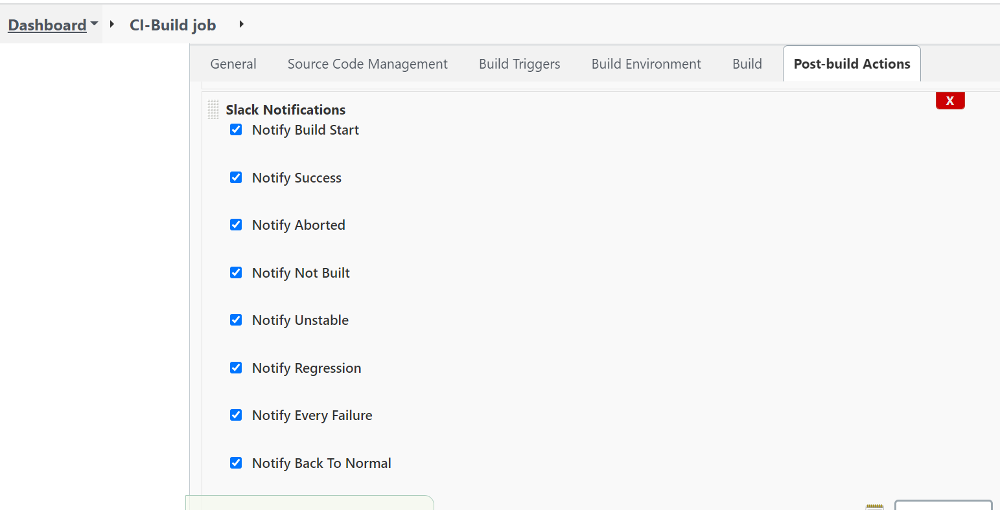 Dashboard CI-Build job
General Source Code Management Build Triggers Build Environment Build Post-build Actions
Slack Notifications X
Notify Build Start
Notify Success
Notify Aborted
Notify Not Built
Notify Unstable
Notify Regression
Notify Every Failure
Notify Back To Normal